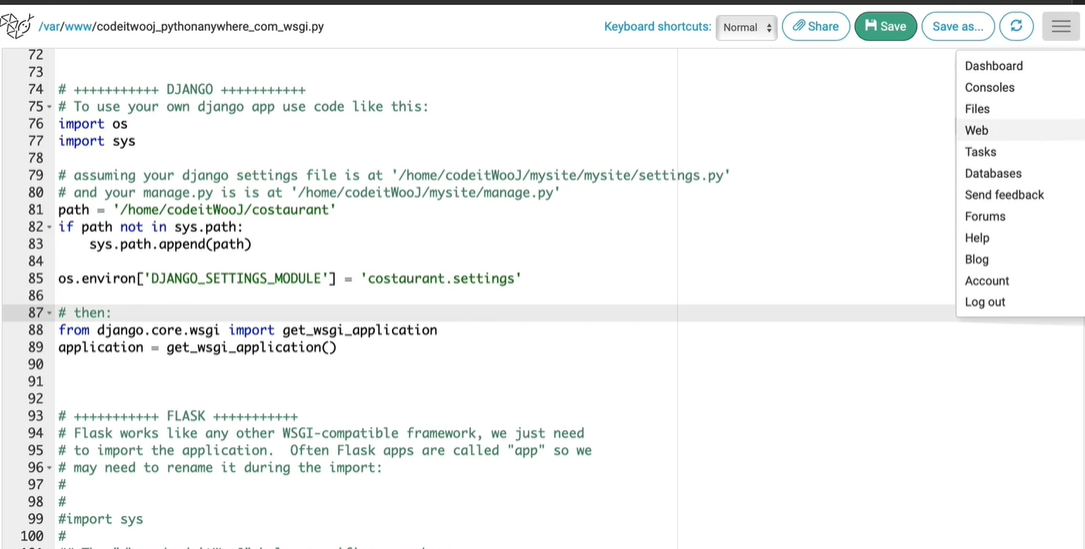 /var/www/codeitwooj_pythonanywhere_com_wsgi.py
Keyboard shortcuts: Normal Share Save Save as...
72
73
74 # +++++++++++ DJANGO +++++++++++
75 # To use your own django app use code like this:
76 import os
77 import sys
78
79 # assuming your django settings file is at '/home/codeitWooJ/mysite/mysite/settings.py'
80 # and your manage.py is is at '/home/codeitWooJ/mysite/manage.py'
81 path = '/home/codeitWooJ/costaurant'
82 if path not in sys.path:
83 sys.path.append(path)
84
85 os.environ['DJANGO_SETTINGS_MODULE'] = 'costaurant.settings'
86
87 # then:
88 from django.core.wsgi import get_wsgi_application
89 application = get_wsgi_application()
90
91
92
93 # +++++++++++ FLASK +++++++++++
94 # Flask works like any other WSGI-compatible framework, we just need
95 # to import the application. Often Flask apps are called "app" so we
96 # may need to rename it during the import:
97 #
98 #
99 #import sys
100 #
Dashboard
Consoles
Files
Web
Tasks
Databases
Send feedback
Forums
Help
Blog
Account
Log out